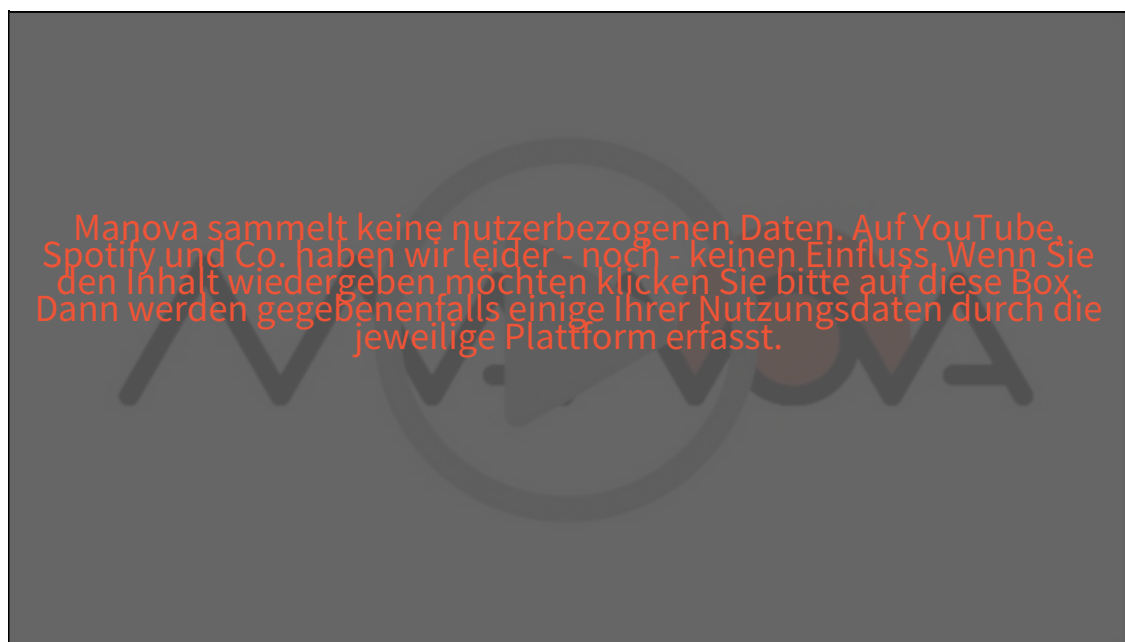 Manova sammelt keine nutzerbezogenen Daten. Auf YouTube,
Spotify und Co. haben wir leider - noch - keinen Einfluss. Wenn Sie
den Inhalt wiedergeben möchten klicken Sie bitte auf diese Box.
Dann werden gegebenenfalls einige Ihrer Nutzungsdaten durch die
jeweilige Plattform erfasst.
MANOVA